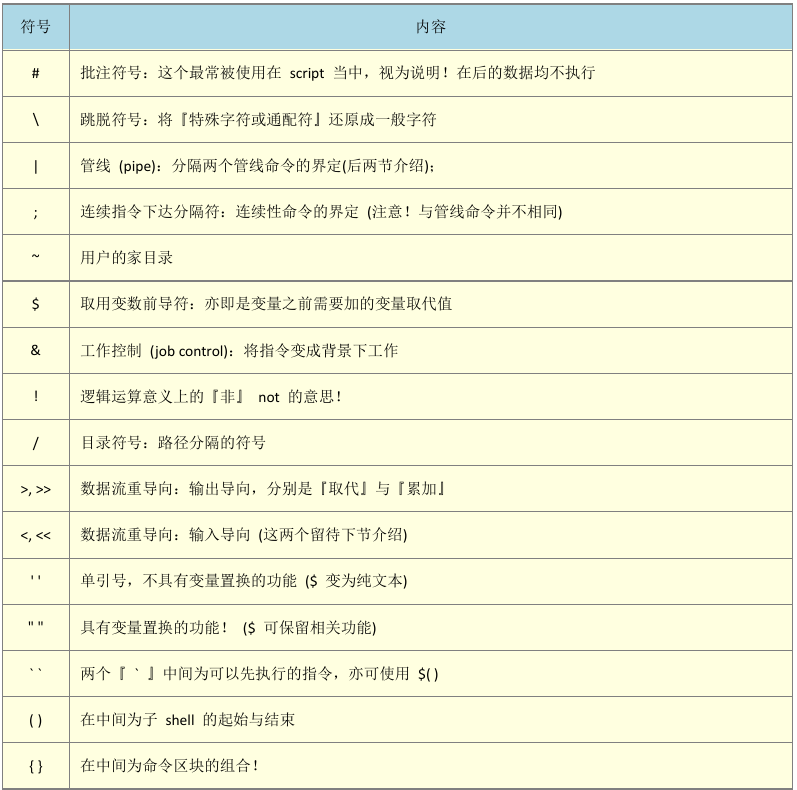 符号 内容
# 批注符号：这个最常被使用在 script 当中，视为说明！在后的数据均不执行
\ 跳脱符号：将『特殊字符或通配符』还原成一般字符
| 管线 (pipe)：分隔两个管线命令的界定(后两节介绍)；
; 连续指令下达分隔符：连续性命令的界定 (注意！与管线命令并不相同)
~ 用户的家目录
$ 取用变数前导符：亦即是变量之前需要加的变量取代值
& 工作控制 (job control)：将指令变成背景下工作
! 逻辑运算意义上的『非』 not 的意思！
/ 目录符号：路径分隔的符号
>, >> 数据流重导向：输出导向，分别是『取代』与『累加』
<, << 数据流重导向：输入导向 (这两个留待下节介绍)
' ' 单引号，不具有变量置换的功能 ($ 变为纯文本)
" " 具有变量置换的功能！ ($ 可保留相关功能)
` ` 两个『 ` 』中间为可以先执行的指令，亦可使用 $( )
( ) 在中间为子 shell 的起始与结束
{ } 在中间为命令区块的组合！